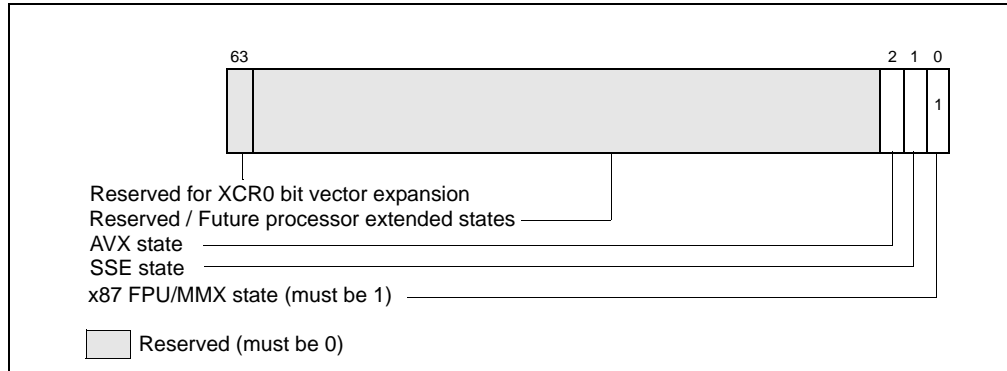 63 2 1 0
1
Reserved for XCR0 bit vector expansion
Reserved / Future processor extended states
AVX state
SSE state
x87 FPU/MMX state (must be 1)
Reserved (must be 0)